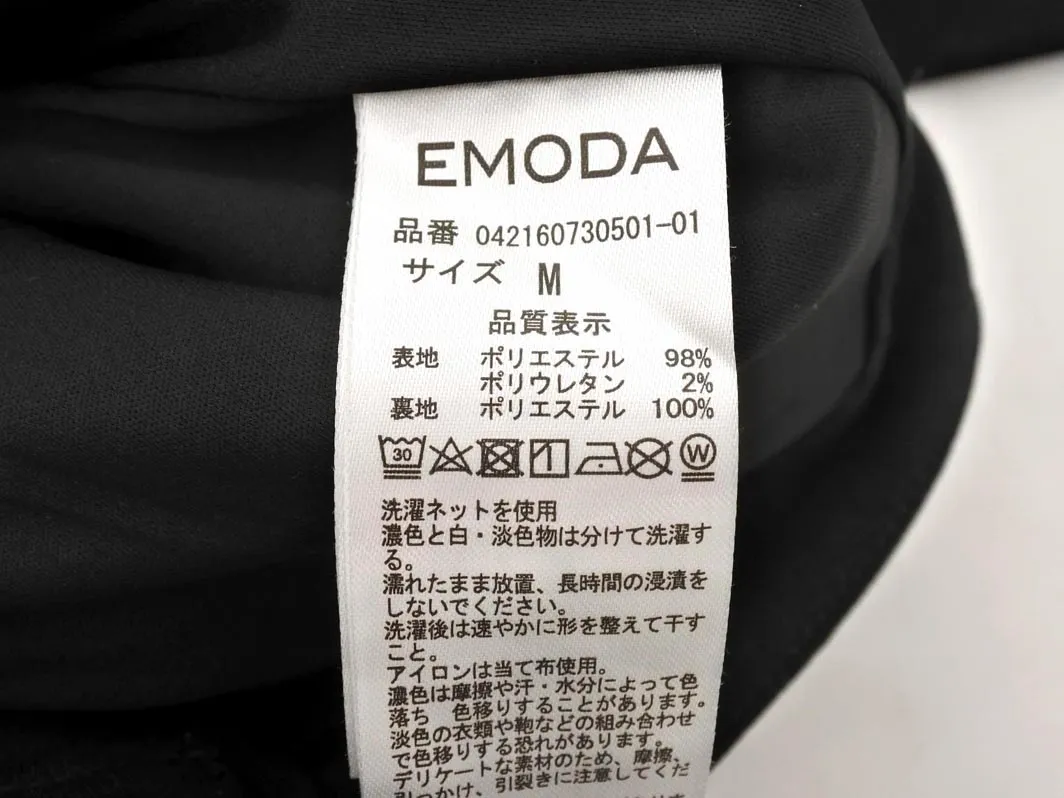 EMODA
品番 042160730501-01
サイズ M
品質表示
表地 ポリエステル 98%
ポリウレタン 2%
裏地 ポリエステル 100%
30 W
洗濯ネットを使用
濃色と白・淡色物は分けて洗濯す
る。
濡れたまま放置、長時間の浸漬を
しないでください。
洗濯後は速やかに形を整えて干す
こと。
アイロンは当て布使用。
濃色は摩擦や汗・水分によって色
落ち 色移りすることがあります。
淡色の衣類や鞄などの組み合わせ
で色移りする恐れがあります。
デリケートな素材のため、摩擦、
引っかけ、引裂きに注意してくだ